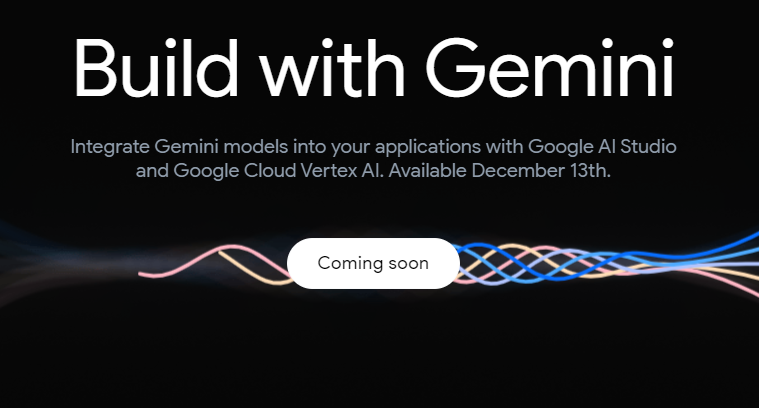 Build with Gemini
Integrate Gemini models into your applications with Google AI Studio
and Google Cloud Vertex AI. Available December 13th.
Coming soon